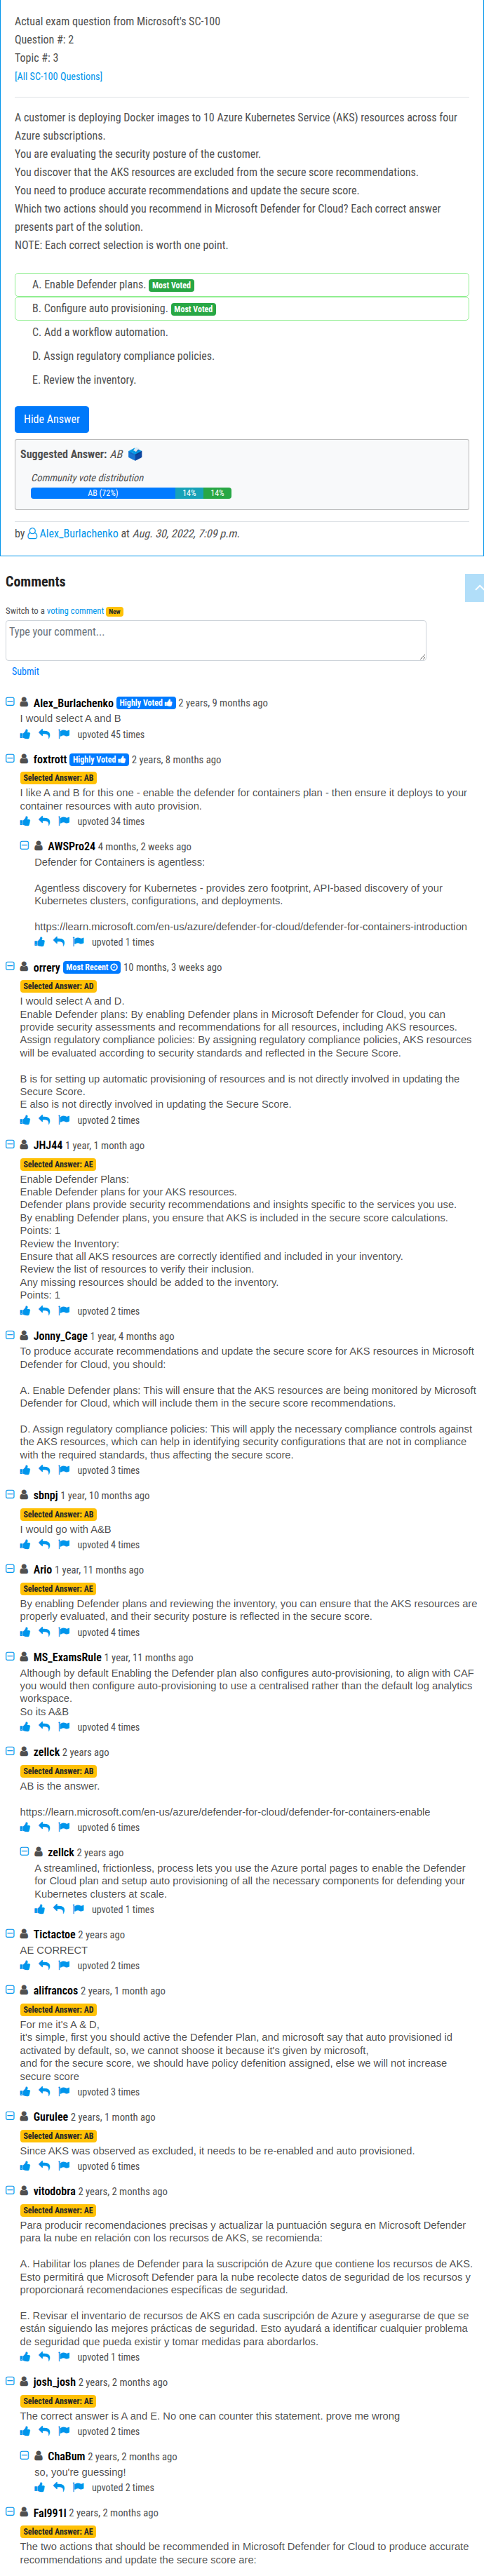 Actual exam question from Microsoft's SC-100
Question #: 2
Topic #: 3
[All SC-100 Questions]
A customer is deploying Docker images to 10 Azure Kubernetes Service (AKS) resources across four
Azure subscriptions.
You are evaluating the security posture of the customer.
You discover that the AKS resources are excluded from the secure score recommendations.
You need to produce accurate recommendations and update the secure score.
Which two actions should you recommend in Microsoft Defender for Cloud? Each correct answer
presents part of the solution.
NOTE: Each correct selection is worth one point.
A. Enable Defender plans. Most Voted
B. Configure auto provisioning. Most Voted
C. Add a workflow automation.
D. Assign regulatory compliance policies.
E. Review the inventory.
Hide Answer
Suggested Answer: AB
Community vote distribution
AB (72%) 14% 14%
by Alex_Burlachenko at Aug. 30, 2022, 7:09 p.m.
Comments
Switch to a voting comment New
Type your comment...
Submit
Alex_Burlachenko Highly Voted 2 years, 9 months ago
I would select A and B
upvoted 45 times
foxtrott Highly Voted 2 years, 8 months ago
Selected Answer: AB
I like A and B for this one - enable the defender for containers plan - then ensure it deploys to your
container resources with auto provision.
upvoted 34 times
AWSPro24 4 months, 2 weeks ago
Defender for Containers is agentless:
Agentless discovery for Kubernetes - provides zero footprint, API-based discovery of your
Kubernetes clusters, configurations, and deployments.
https://learn.microsoft.com/en-us/azure/defender-for-cloud/defender-for-containers-introduction
upvoted 1 times
orrery Most Recent 10 months, 3 weeks ago
Selected Answer: AD
I would select A and D.
Enable Defender plans: By enabling Defender plans in Microsoft Defender for Cloud, you can
provide security assessments and recommendations for all resources, including AKS resources.
Assign regulatory compliance policies: By assigning regulatory compliance policies, AKS resources
will be evaluated according to security standards and reflected in the Secure Score.
B is for setting up automatic provisioning of resources and is not directly involved in updating the
Secure Score.
E also is not directly involved in updating the Secure Score.
upvoted 2 times
JHJ44 1 year, 1 month ago
Selected Answer: AE
Enable Defender Plans:
Enable Defender plans for your AKS resources.
Defender plans provide security recommendations and insights specific to the services you use.
By enabling Defender plans, you ensure that AKS is included in the secure score calculations.
Points: 1
Review the Inventory:
Ensure that all AKS resources are correctly identified and included in your inventory.
Review the list of resources to verify their inclusion.
Any missing resources should be added to the inventory.
Points: 1
upvoted 2 times
Jonny_Cage 1 year, 4 months ago
To produce accurate recommendations and update the secure score for AKS resources in Microsoft
Defender for Cloud, you should:
A. Enable Defender plans: This will ensure that the AKS resources are being monitored by Microsoft
Defender for Cloud, which will include them in the secure score recommendations.
D. Assign regulatory compliance policies: This will apply the necessary compliance controls against
the AKS resources, which can help in identifying security configurations that are not in compliance
with the required standards, thus affecting the secure score.
upvoted 3 times
sbnpj 1 year, 10 months ago
Selected Answer: AB
I would go with A&B
upvoted 4 times
Ario 1 year, 11 months ago
Selected Answer: AE
By enabling Defender plans and reviewing the inventory, you can ensure that the AKS resources are
properly evaluated, and their security posture is reflected in the secure score.
upvoted 4 times
MS_ExamsRule 1 year, 11 months ago
Although by default Enabling the Defender plan also configures auto-provisioning, to align with CAF
you would then configure auto-provisioning to use a centralised rather than the default log analytics
workspace.
So its A&B
upvoted 4 times
zellck 2 years ago
Selected Answer: AB
AB is the answer.
https://learn.microsoft.com/en-us/azure/defender-for-cloud/defender-for-containers-enable
upvoted 6 times
zellck 2 years ago
A streamlined, frictionless, process lets you use the Azure portal pages to enable the Defender
for Cloud plan and setup auto provisioning of all the necessary components for defending your
Kubernetes clusters at scale.
upvoted 1 times
Tictactoe 2 years ago
AE CORRECT
upvoted 2 times
alifrancos 2 years, 1 month ago
Selected Answer: AD
For me it's A & D,
it's simple, first you should active the Defender Plan, and microsoft say that auto provisioned id
activated by default, so, we cannot shoose it because it's given by microsoft,
and for the secure score, we should have policy defenition assigned, else we will not increase
secure score
upvoted 3 times
Gurulee 2 years, 1 month ago
Selected Answer: AB
Since AKS was observed as excluded, it needs to be re-enabled and auto provisioned.
upvoted 6 times
vitodobra 2 years, 2 months ago
Selected Answer: AE
Para producir recomendaciones precisas y actualizar la puntuación segura en Microsoft Defender
para la nube en relación con los recursos de AKS, se recomienda:
A. Habilitar los planes de Defender para la suscripción de Azure que contiene los recursos de AKS.
Esto permitirá que Microsoft Defender para la nube recolecte datos de seguridad de los recursos y
proporcionará recomendaciones específicas de seguridad.
E. Revisar el inventario de recursos de AKS en cada suscripción de Azure y asegurarse de que se
están siguiendo las mejores prácticas de seguridad. Esto ayudará a identificar cualquier problema
de seguridad que pueda existir y tomar medidas para abordarlos.
upvoted 1 times
josh_josh 2 years, 2 months ago
Selected Answer: AE
The correct answer is A and E. No one can counter this statement. prove me wrong
upvoted 2 times
ChaBum 2 years, 2 months ago
so, you're guessing!
upvoted 2 times
Fal991l 2 years, 2 months ago
Selected Answer: AE
The two actions that should be recommended in Microsoft Defender for Cloud to produce accurate
recommendations and update the secure score are: